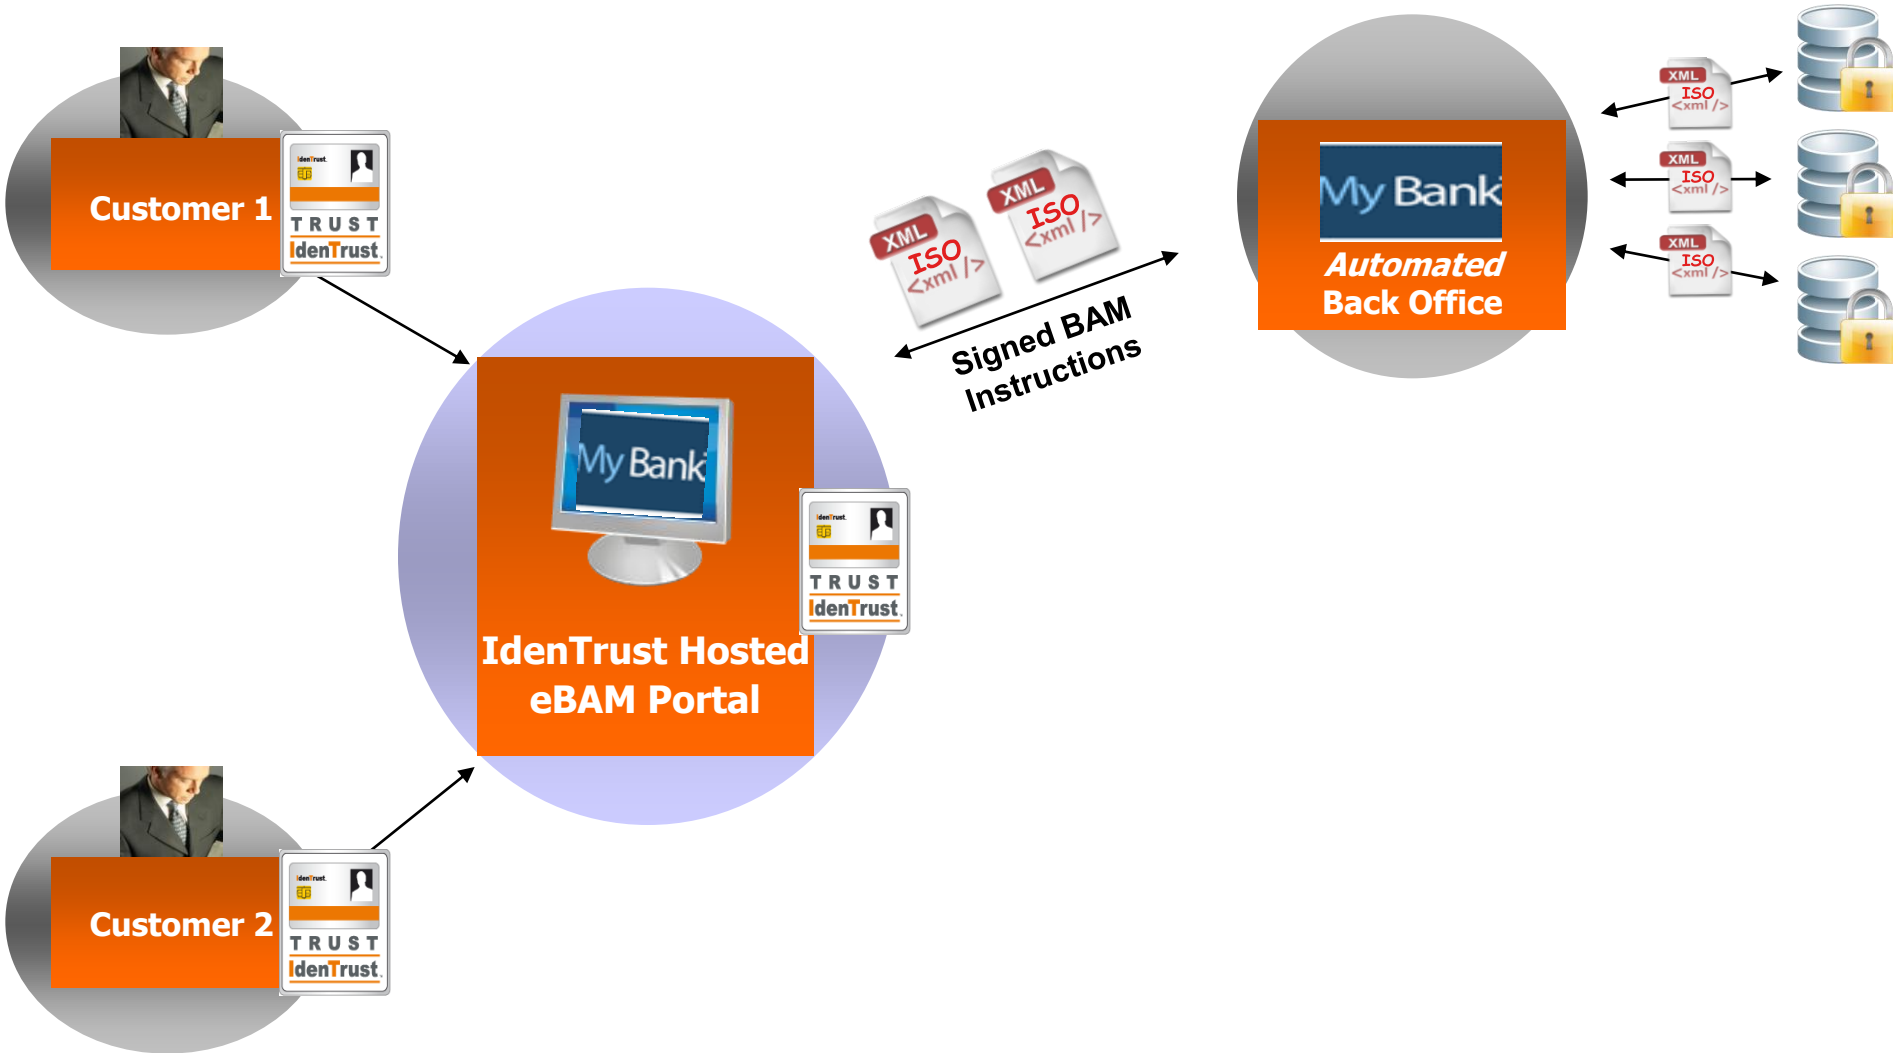 Customer 1
IdenTrust.
TRUST
IdenTrust.
XML
ISO
<xml />
XML
ISO
<xml />
Signed BAM
Instructions
My Bank
Automated
Back Office
XML
ISO
<xml />
XML
ISO
<xml />
XML
ISO
<xml />
My Bank
IdenTrust Hosted
eBAM Portal
IdenTrust.
TRUST
IdenTrust.
Customer 2
IdenTrust.
TRUST
IdenTrust.